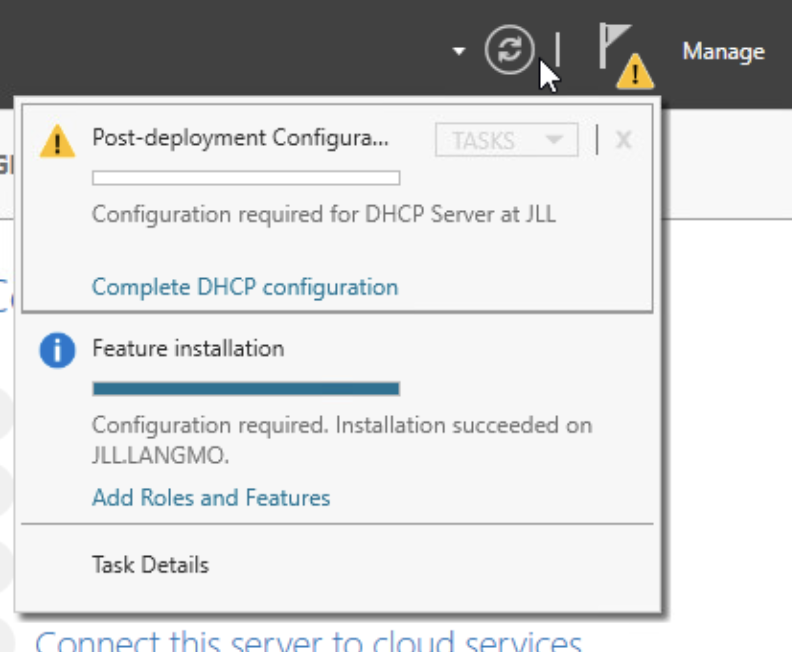 Manage
Post-deployment Configura...
TASKS
X
Configuration required for DHCP Server at JLL
Complete DHCP configuration
Feature installation
Configuration required. Installation succeeded on
JLL.LANGMO.
Add Roles and Features
Task Details
Connect this server to cloud services